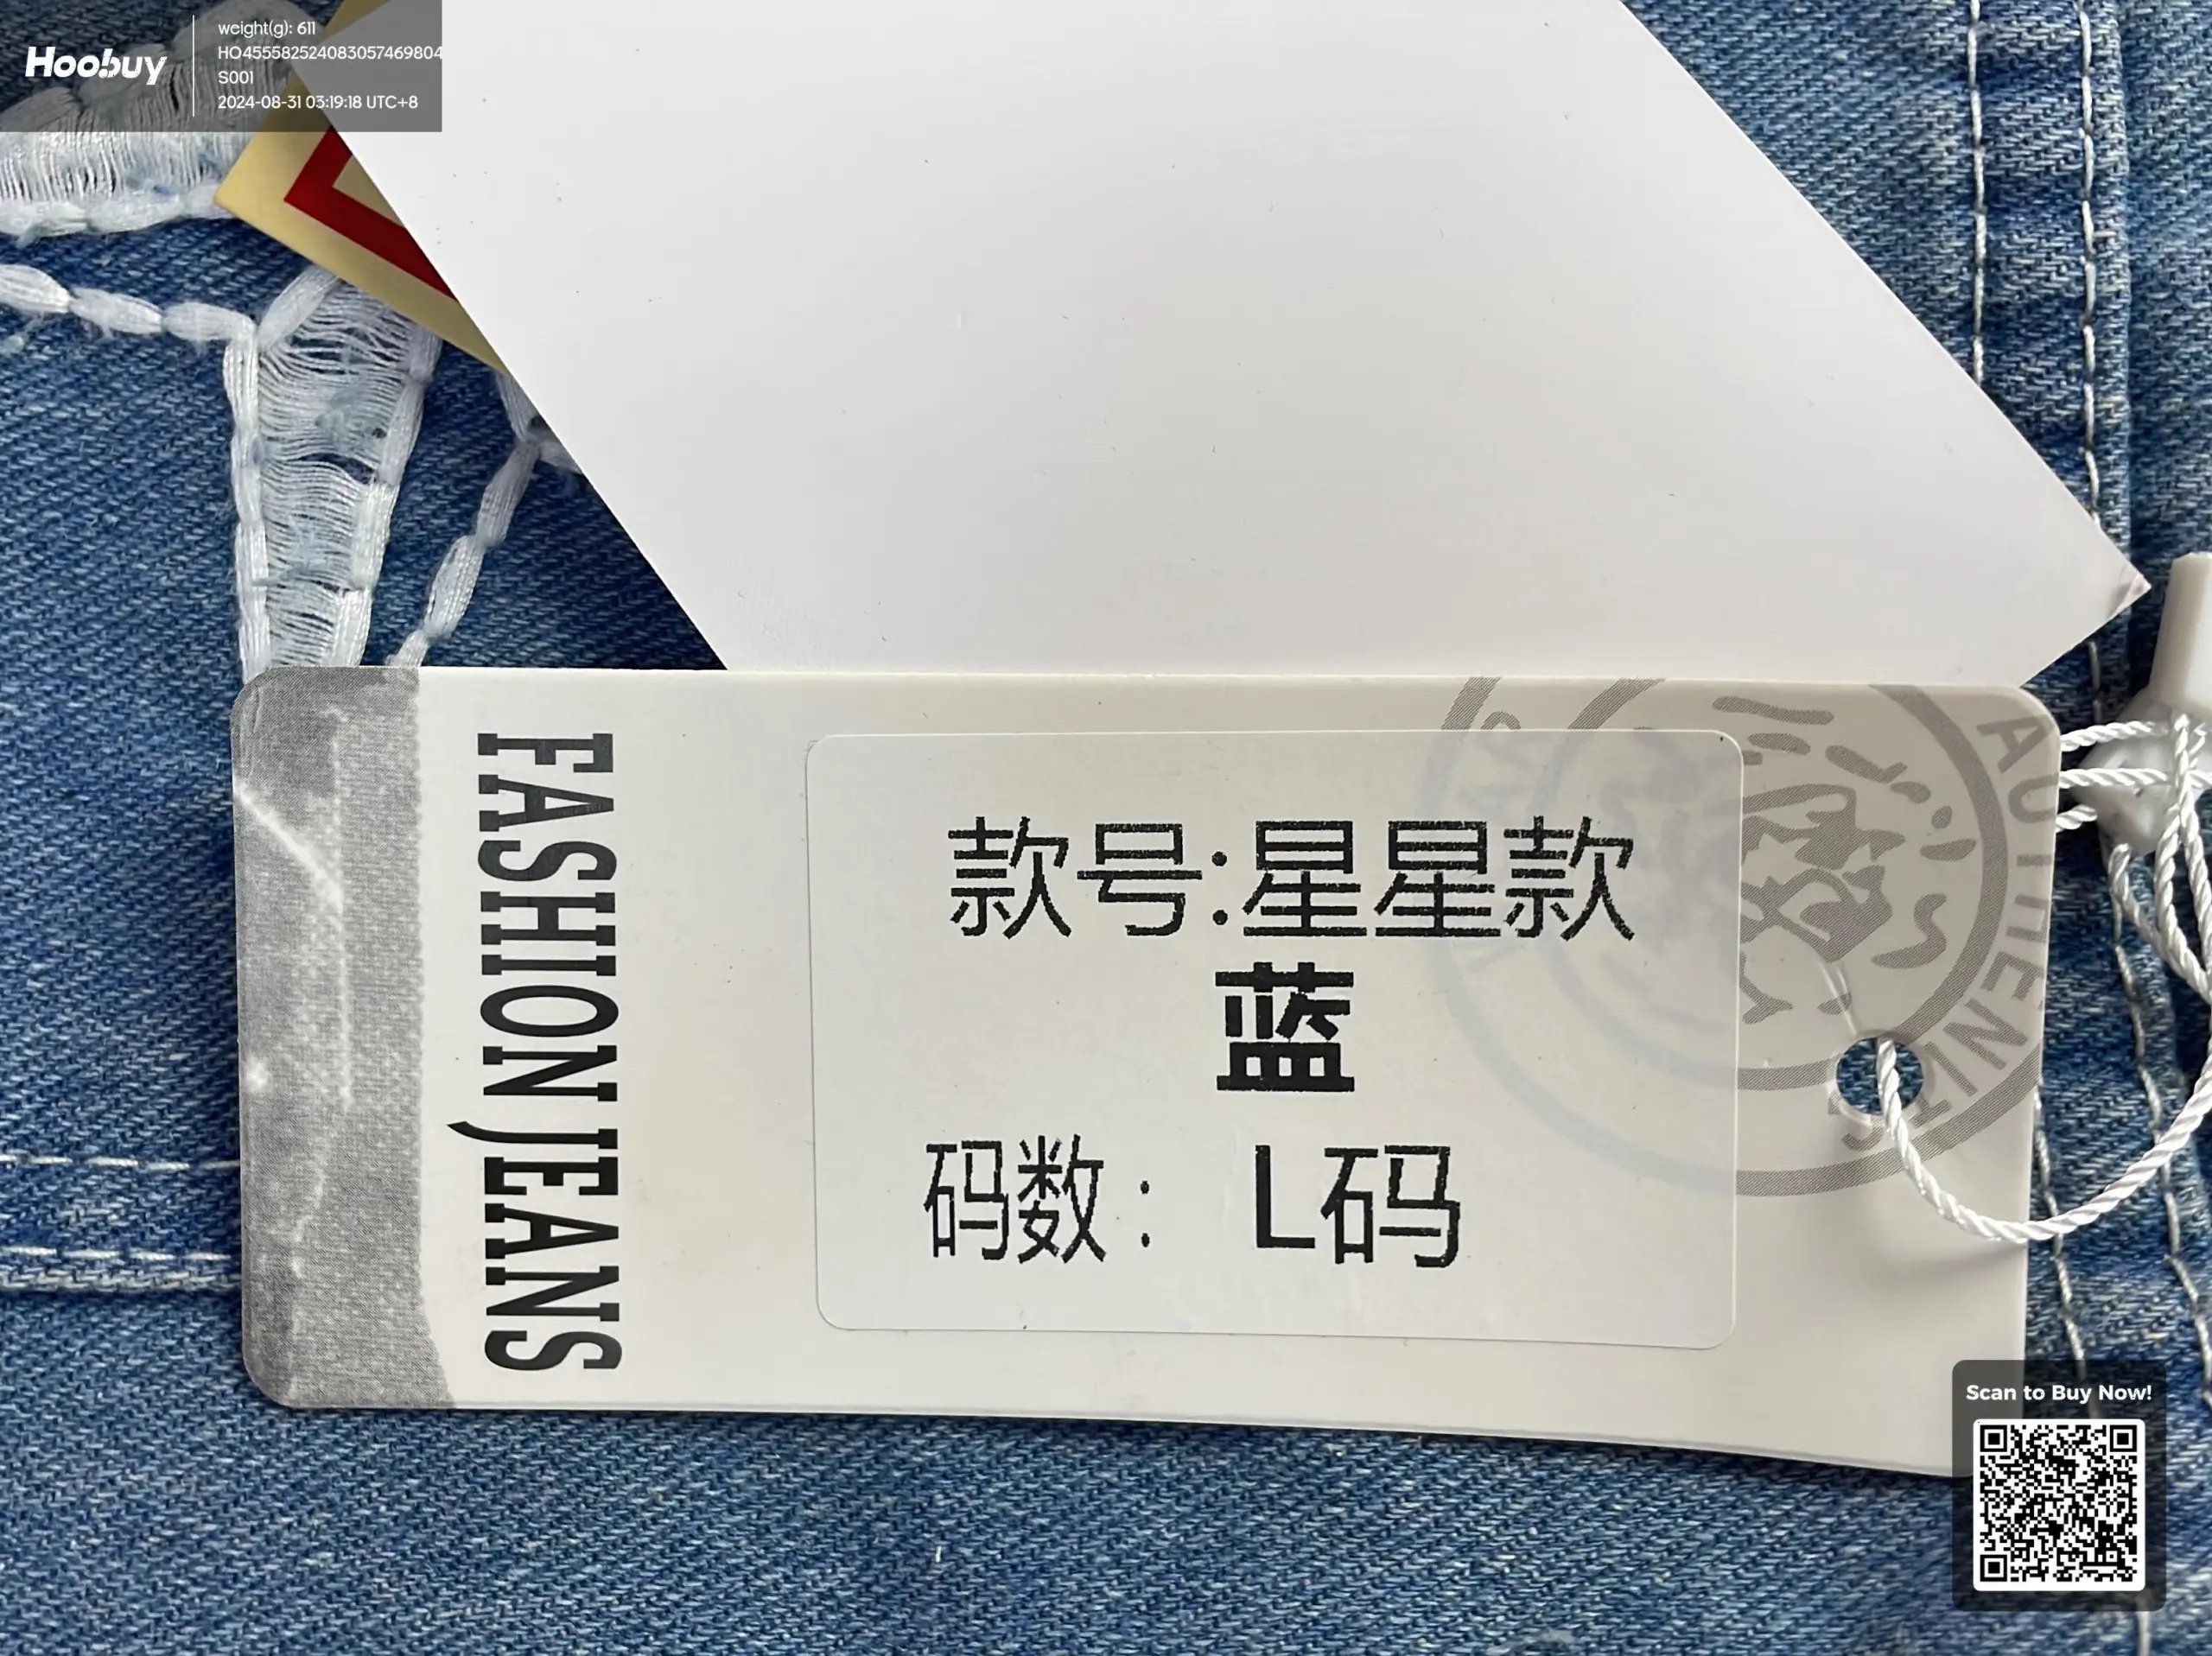 Hoobuy
weight(g): 611
HO4555582524083057469804
S001
2024-08-31 03:19:18 UTC+8
FASHION JEANS
款号:星星款
蓝
码数： L码
Scan to Buy Now!